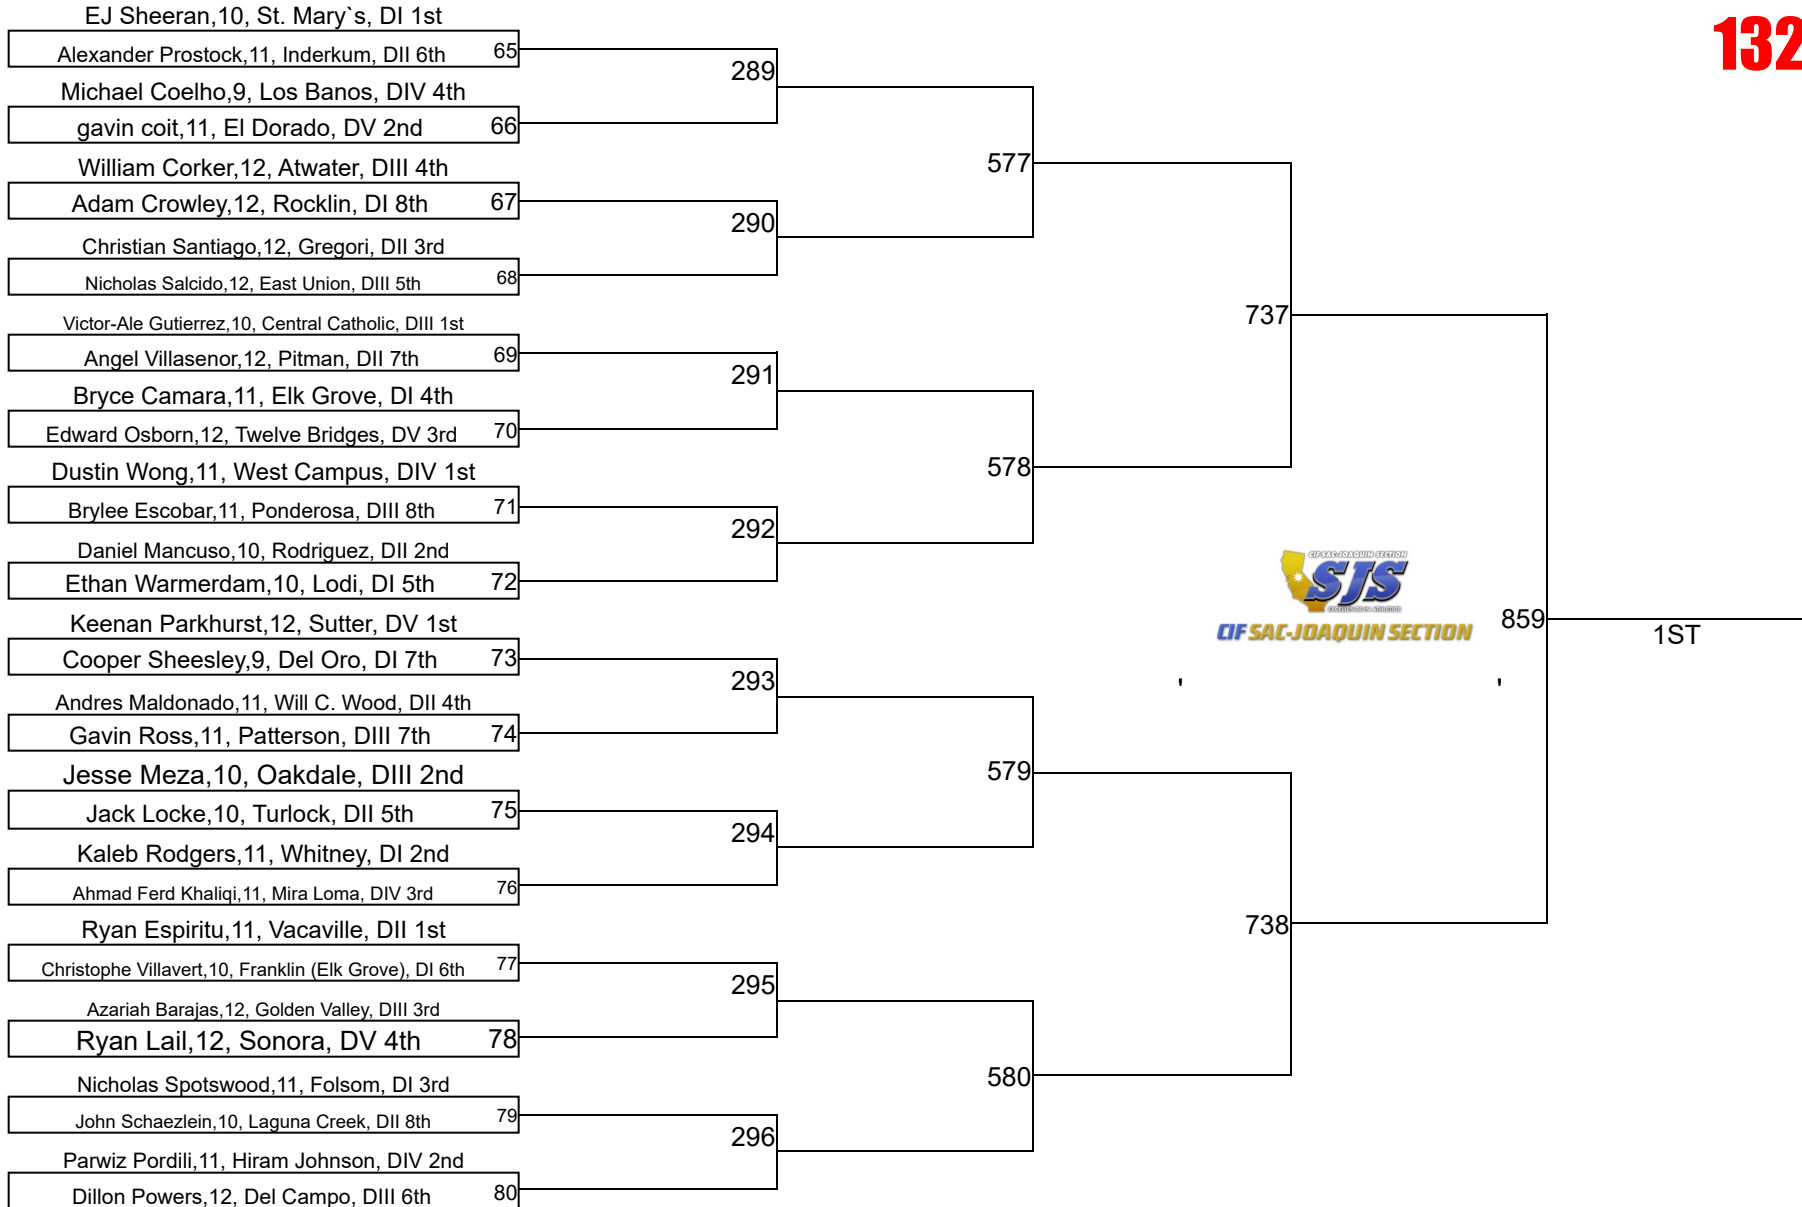 132
EJ Sheeran,10, St. Mary`s, DI 1st
Alexander Prostock,11, Inderkum, DII 6th 65
289
Michael Coelho,9, Los Banos, DIV 4th
gavin coit,11, El Dorado, DV 2nd 66
577
William Corker,12, Atwater, DIII 4th
Adam Crowley,12, Rocklin, DI 8th 67
290
Christian Santiago,12, Gregori, DII 3rd
Nicholas Salcido,12, East Union, DIII 5th 68
737
Victor-Ale Gutierrez,10, Central Catholic, DIII 1st
Angel Villasenor,12, Pitman, DII 7th 69
291
Bryce Camara,11, Elk Grove, DI 4th
Edward Osborn,12, Twelve Bridges, DV 3rd 70
578
Dustin Wong,11, West Campus, DIV 1st
Brylee Escobar,11, Ponderosa, DIII 8th 71
292
Daniel Mancuso,10, Rodriguez, DII 2nd
Ethan Warmerdam,10, Lodi, DI 5th 72
CIF SAC-JOAQUIN SECTION
SJS
EXCELLENCE IN ATHLETICS
CIF SAC-JOAQUIN SECTION
859
1ST
' '
Keenan Parkhurst,12, Sutter, DV 1st
Cooper Sheesley,9, Del Oro, DI 7th 73
293
Andres Maldonado,11, Will C. Wood, DII 4th
Gavin Ross,11, Patterson, DIII 7th 74
579
Jesse Meza,10, Oakdale, DIII 2nd
Jack Locke,10, Turlock, DII 5th 75
294
Kaleb Rodgers,11, Whitney, DI 2nd
Ahmad Ferd Khaliqi,11, Mira Loma, DIV 3rd 76
738
Ryan Espiritu,11, Vacaville, DII 1st
Christophe Villavert,10, Franklin (Elk Grove), DI 6th 77
295
Azariah Barajas,12, Golden Valley, DIII 3rd
Ryan Lail,12, Sonora, DV 4th 78
580
Nicholas Spotswood,11, Folsom, DI 3rd
John Schaezlein,10, Laguna Creek, DII 8th 79
296
Parwiz Pordili,11, Hiram Johnson, DIV 2nd
Dillon Powers,12, Del Campo, DIII 6th 80